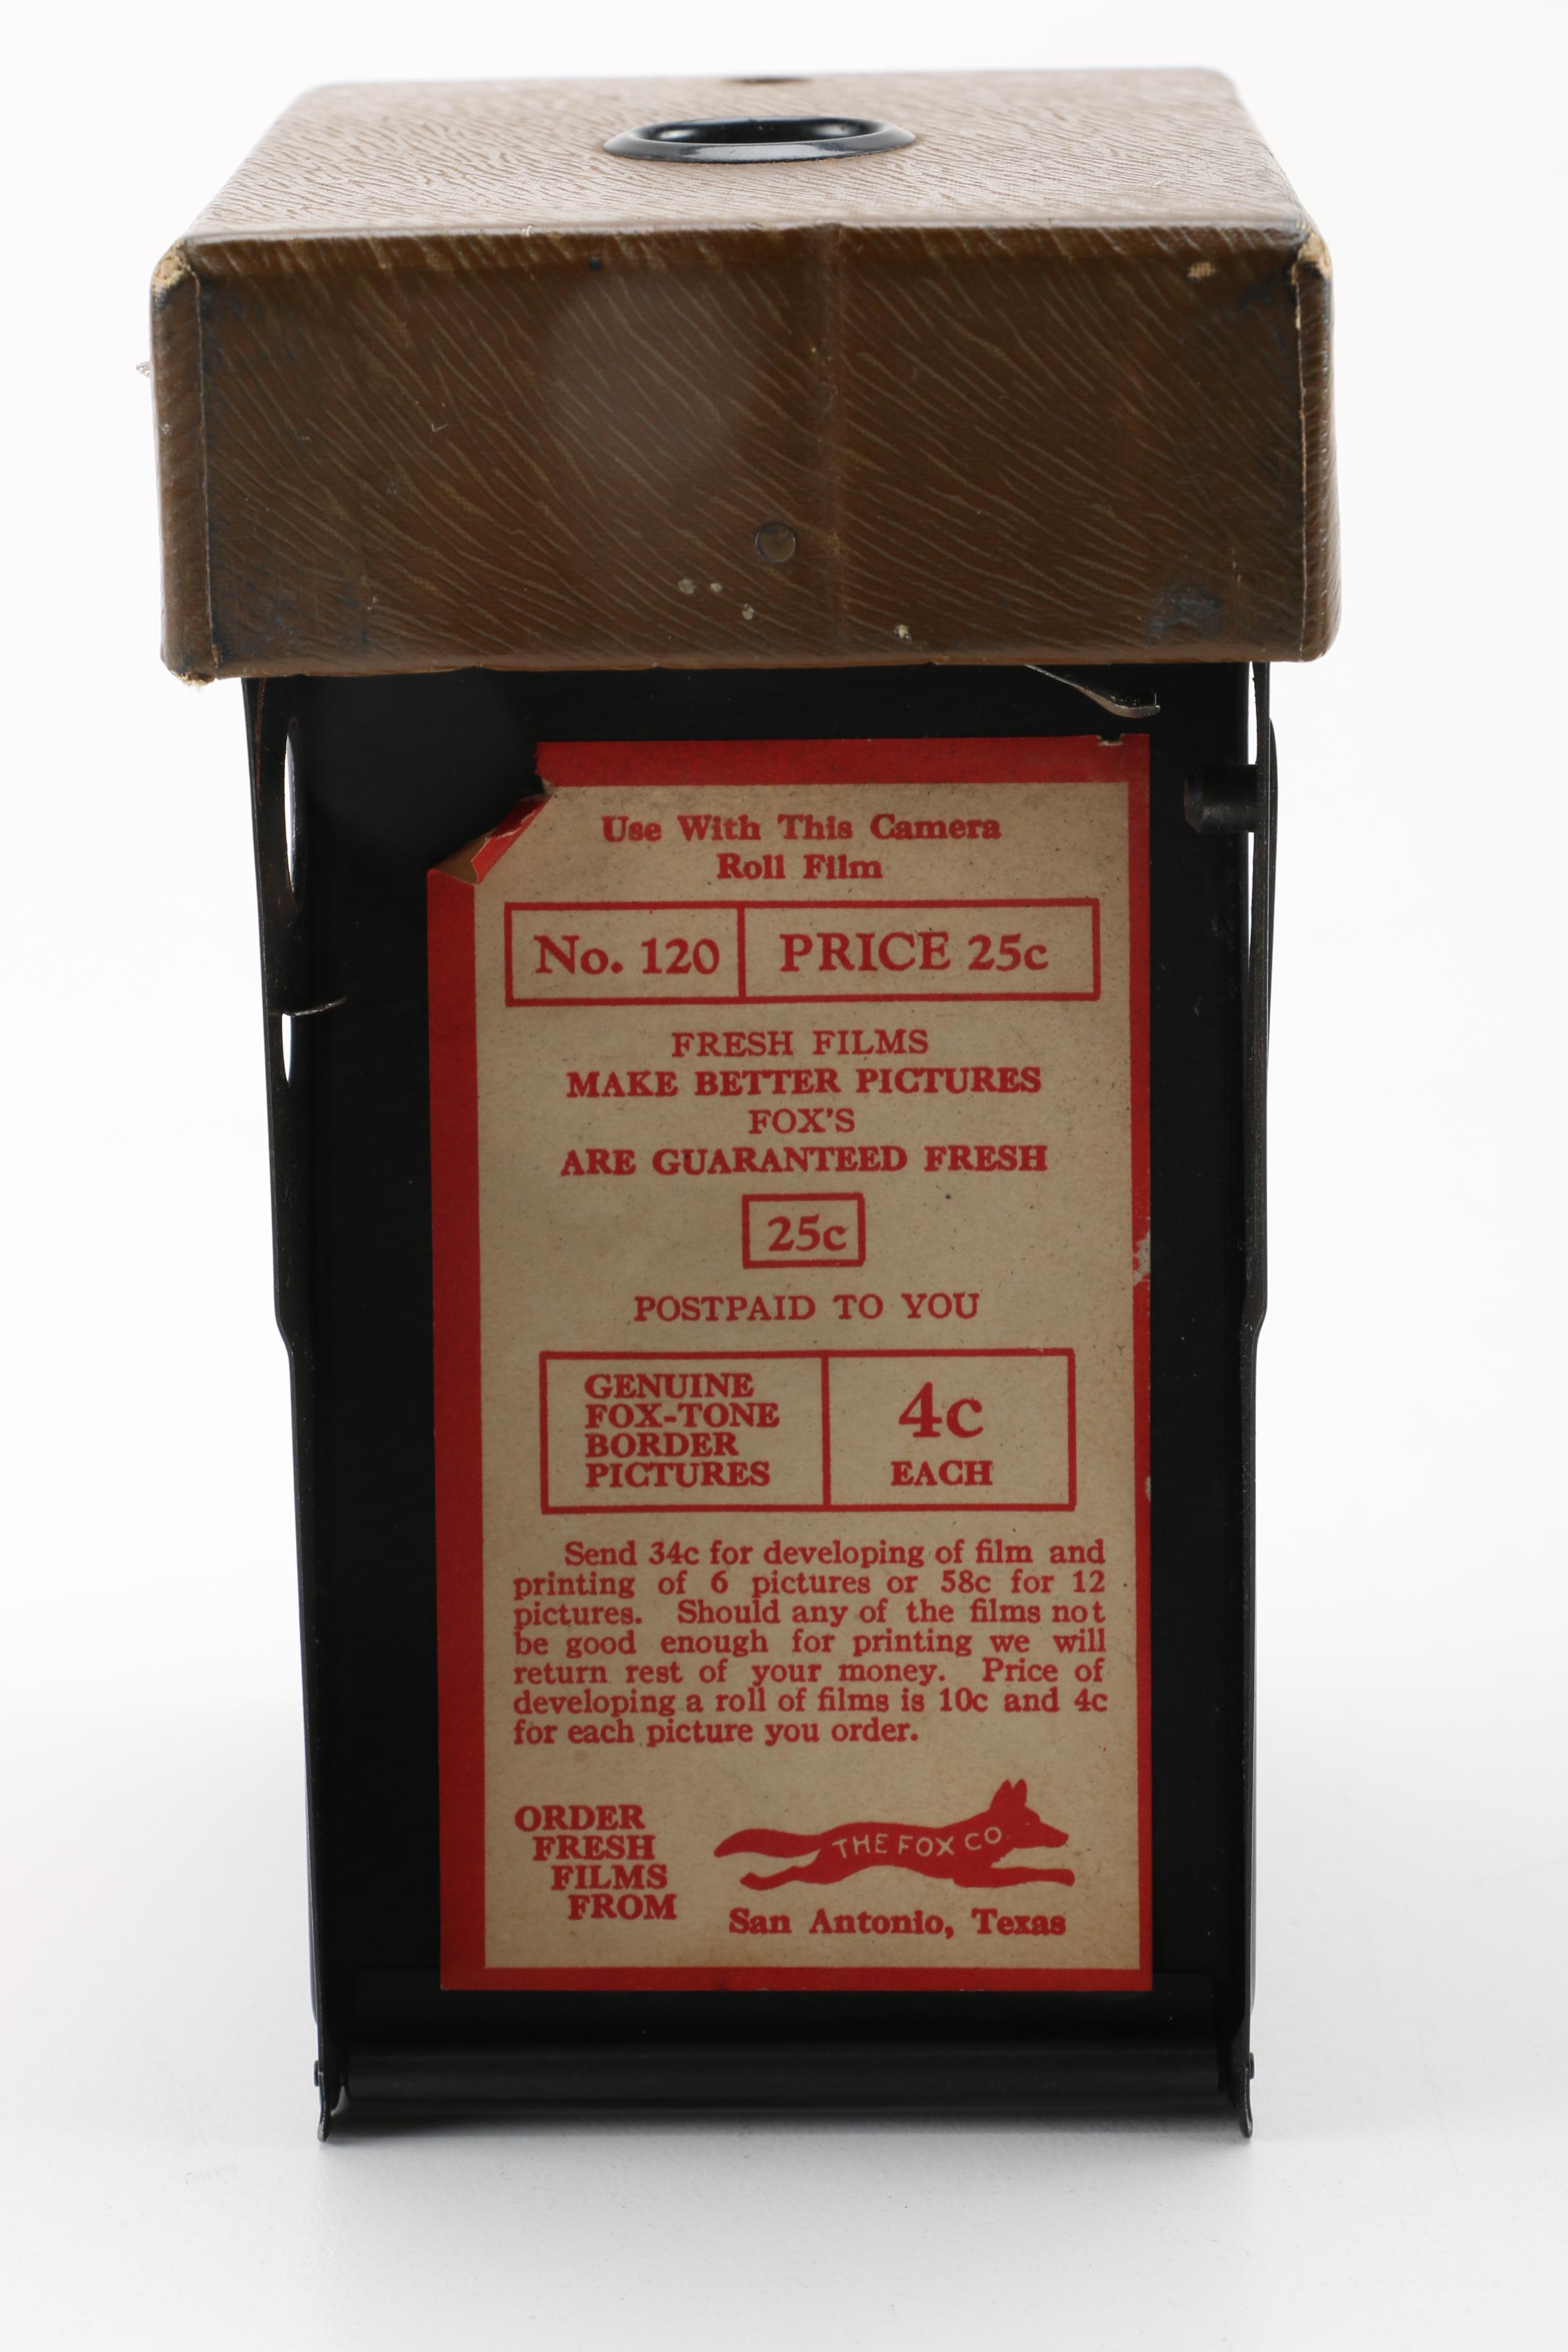 Use With This Camera
Roll Film
No. 120 PRICE 25c
FRESH FILMS
MAKE BETTER PICTURES
FOX'S
ARE GUARANTEED FRESH
25c
POSTPAID TO YOU
GENUINE
FOX-TONE
BORDER
PICTURES
4c
EACH
Send 34c for developing of film and
printing of 6 pictures or 58c for 12
pictures. Should any of the films not
be good enough for printing we will
return rest of your money. Price of
developing a roll of films is 10c and 4c
for each picture you order.
ORDER
FRESH
FILMS
FROM
THE FOX CO
San Antonio, Texas